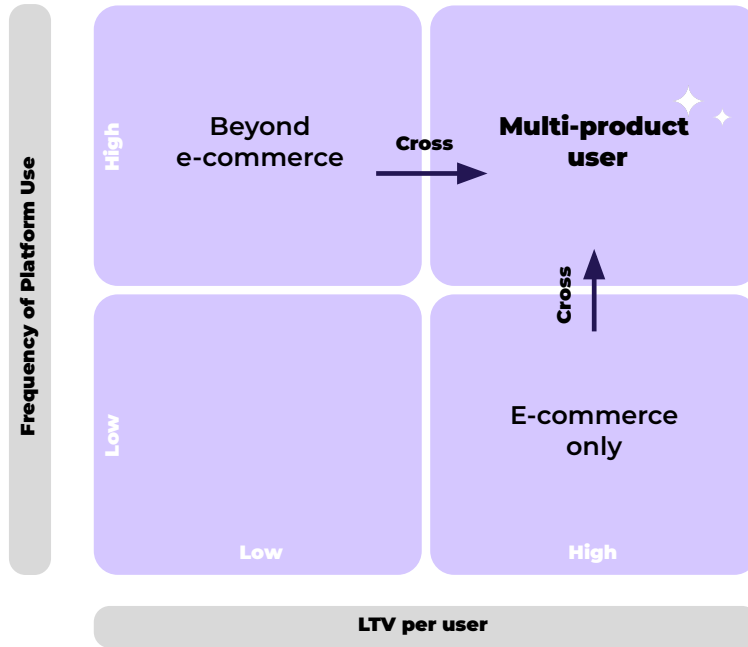 Frequency of Platform Use
High
Beyond
e-commerce
Cross
Multi-product
user
Cross
Low
E-commerce
only
Low
High
LTV per user